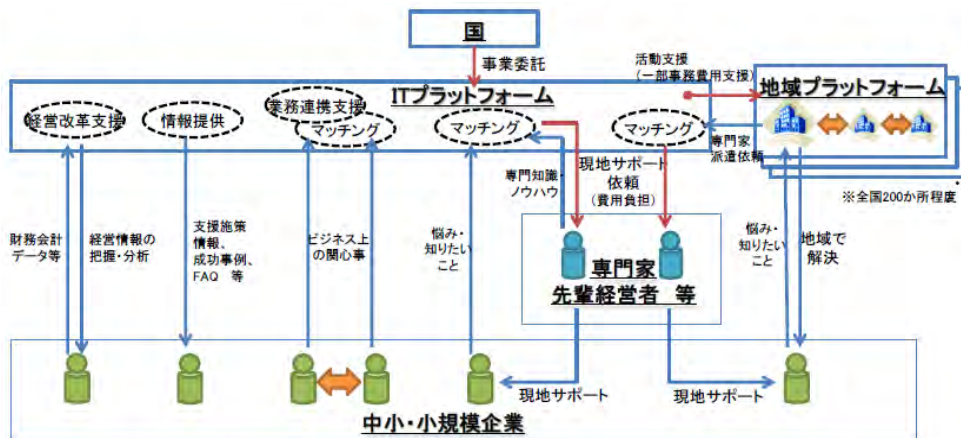 国
事業委託
活動支援
(一部事務費用支援)
ITプラットフォーム
地域プラットフォーム
経営改革支援
情報提供
業務連携支援
マッチング
マッチング
マッチング
専門家
派遣依頼
※全国200か所程度
専門知識・
ノウハウ
現地サポート
依頼
(費用負担)
財務会計
データ等
経営情報の
把握・分析
支援施策
情報、
成功事例、
FAQ 等
ビジネス上
の関心事
悩み・
知りたい
こと
専門家
先輩経営者 等
悩み・
知りたい
こと
地域で
解決
現地サポート
現地サポート
中小・小規模企業